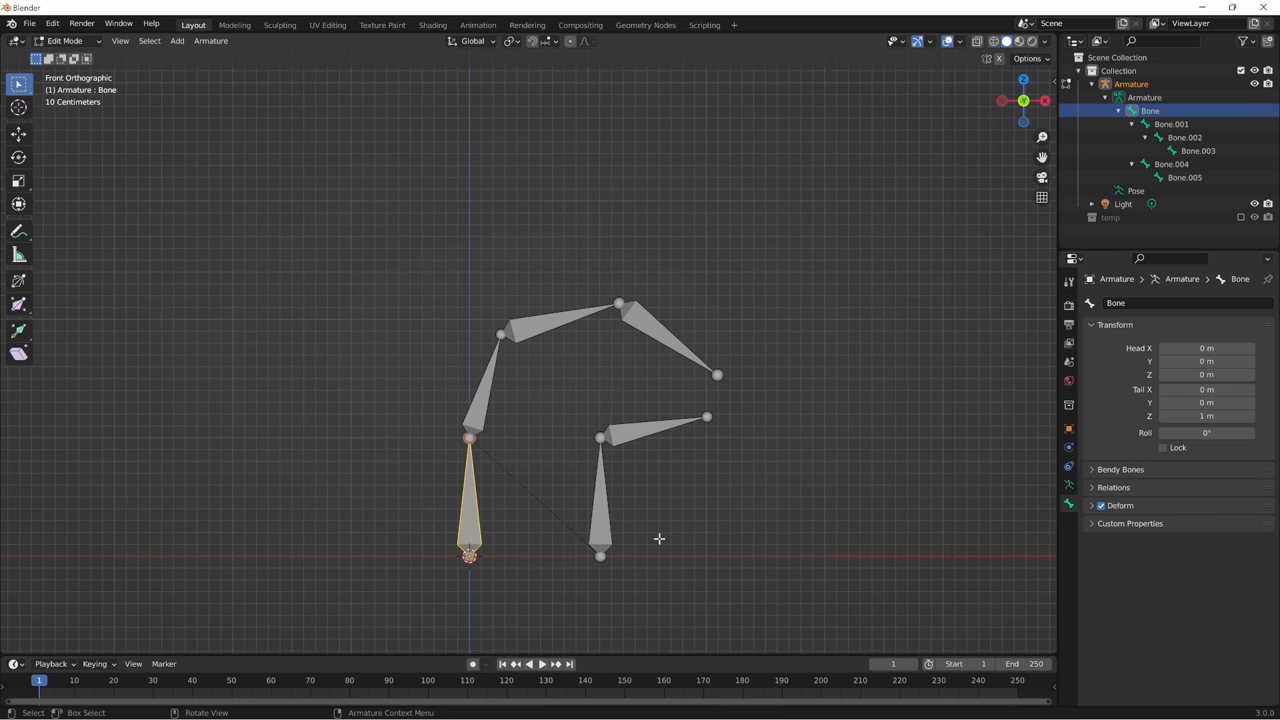 Blender
File Edit Render Window Help Layout Modeling Sculpting UV Editing Texture Paint Shading Animation Rendering Compositing Geometry Nodes Scripting + Scene ViewLayer
Edit Mode View Select Add Armature Global X Options
Front Orthographic
(1) Armature : Bone
10 Centimeters
Z
Y
X
Scene Collection
Collection
Armature
Armature
Bone
Bone.001
Bone.002
Bone.003
Bone.004
Bone.005
Pose
Light
temp
Armature > Armature > Bone
Bone
Transform
Head X 0 m
Y 0 m
Z 0 m
Tail X 0 m
Y 0 m
Z 1 m
Roll 0°
Lock
Bendy Bones
Relations
Deform
Custom Properties
Playback Keying View Marker 1 Start 1 End 250
1 10 20 30 40 50 60 70 80 90 100 110 120 130 140 150 160 170 180 190 200 210 220 230 240 250
Select Box Select Rotate View Armature Context Menu 3.0.0